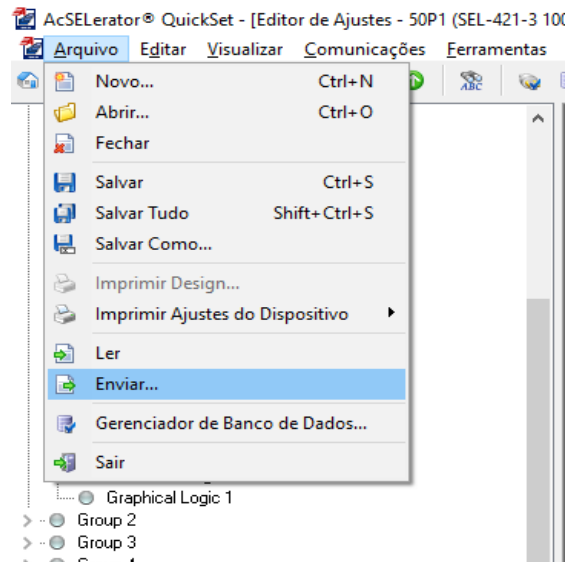 AcSELerator® QuickSet - [Editor de Ajustes - 50P1 (SEL-421-3 100
Arquivo Editar Visualizar Comunicações Ferramentas
ABC
Novo... Ctrl+N
Abrir... Ctrl+O
Fechar
Salvar Ctrl+S
Salvar Tudo Shift+Ctrl+S
Salvar Como...
Imprimir Design...
Imprimir Ajustes do Dispositivo
Ler
Enviar...
Gerenciador de Banco de Dados...
Sair
Graphical Logic 1
Group 2
Group 3